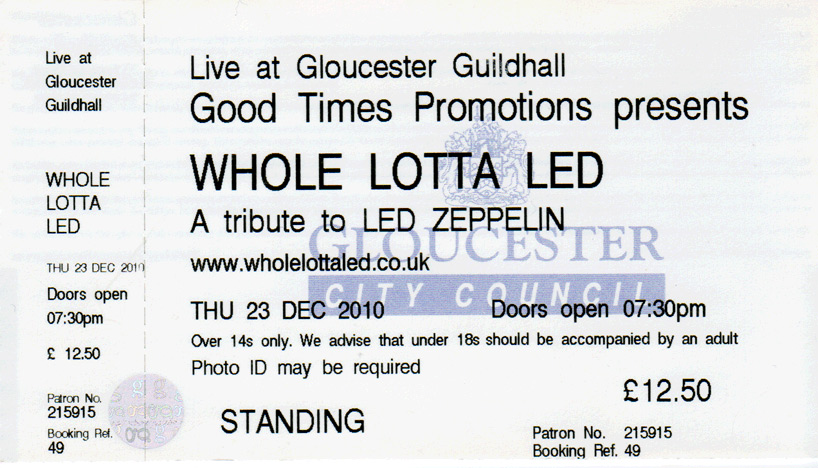 Live at
Gloucester
Guildhall
WHOLE
LOTTA
LED
THU 23 DEC 2010
Doors open
07:30pm
£ 12.50
Patron No.
215915
Booking Ref.
49
Live at Gloucester Guildhall
Good Times Promotions presents
WHOLE LOTTA LED
A tribute to LED ZEPPELIN
GLOUCESTER
www.wholelottaled.co.uk
CITY COUNCIL
THU 23 DEC 2010 Doors open 07:30pm
Over 14s only. We advise that under 18s should be accompanied by an adult
Photo ID may be required
£12.50
STANDING
Patron No. 215915
Booking Ref. 49